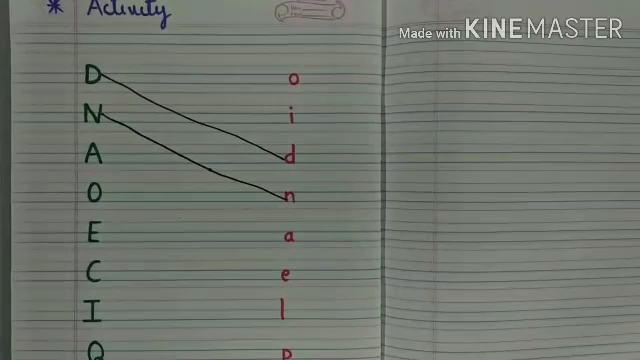 * Activity
Made with KINEMASTER
D o
N i
A d
O n
E a
C e
I l
Q p